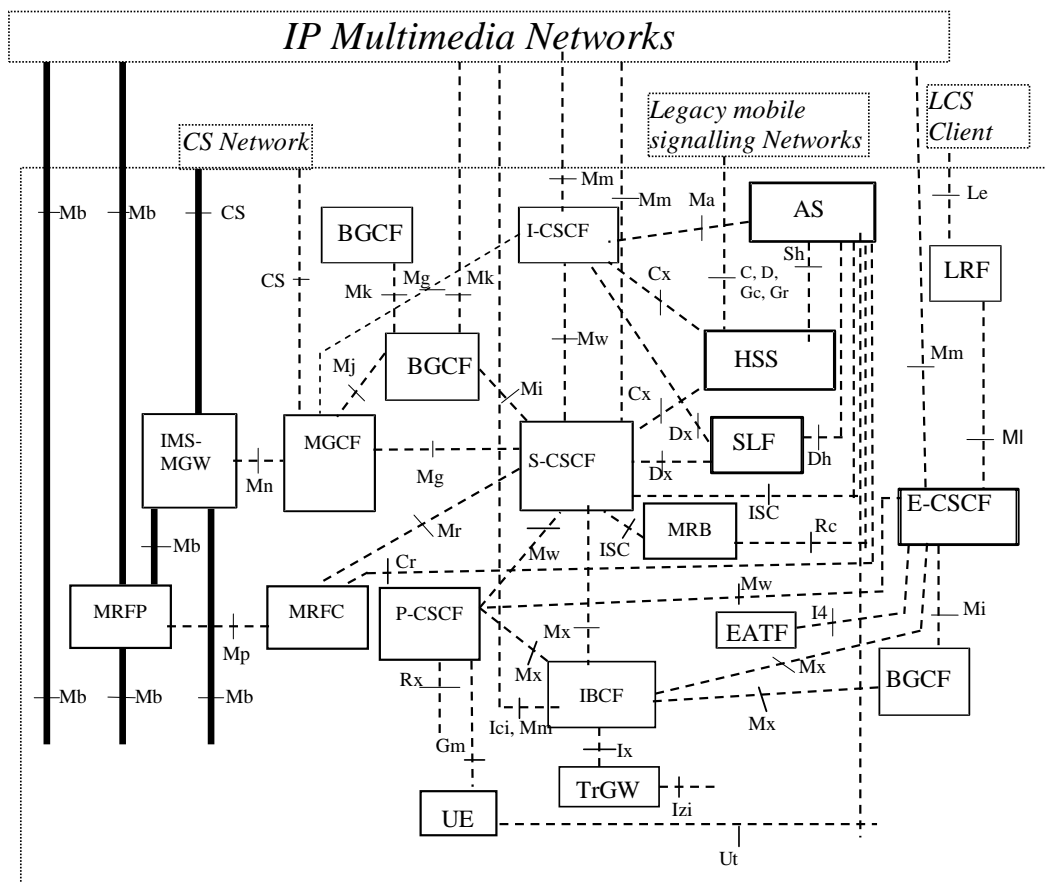 IP Multimedia Networks
CS Network
Legacy mobile
signalling Networks
LCS
Client
Mb
Mb
CS
BGCF
Mm
I-CSCF
Mm
Ma
AS
Le
LRF
CS
Mk
Mg
Mk
Cx
Sh
C, D,
Gc, Gr
Mw
HSS
Mm
Mj
BGCF
Mi
Cx
IMS-
MGW
MGCF
S-CSCF
Dx
SLF
Dh
Ml
Mn
Mg
Dx
ISC
E-CSCF
Mb
Mr
Mw
ISC
MRB
Rc
Cr
Mw
MRFP
MRFC
P-CSCF
I4
Mi
Mp
Mx
EATF
Mx
Mx
BGCF
Mb
Mb
Mb
Rx
Ici, Mm
IBCF
Mx
Gm
Ix
TrGW
Izi
UE
Ut